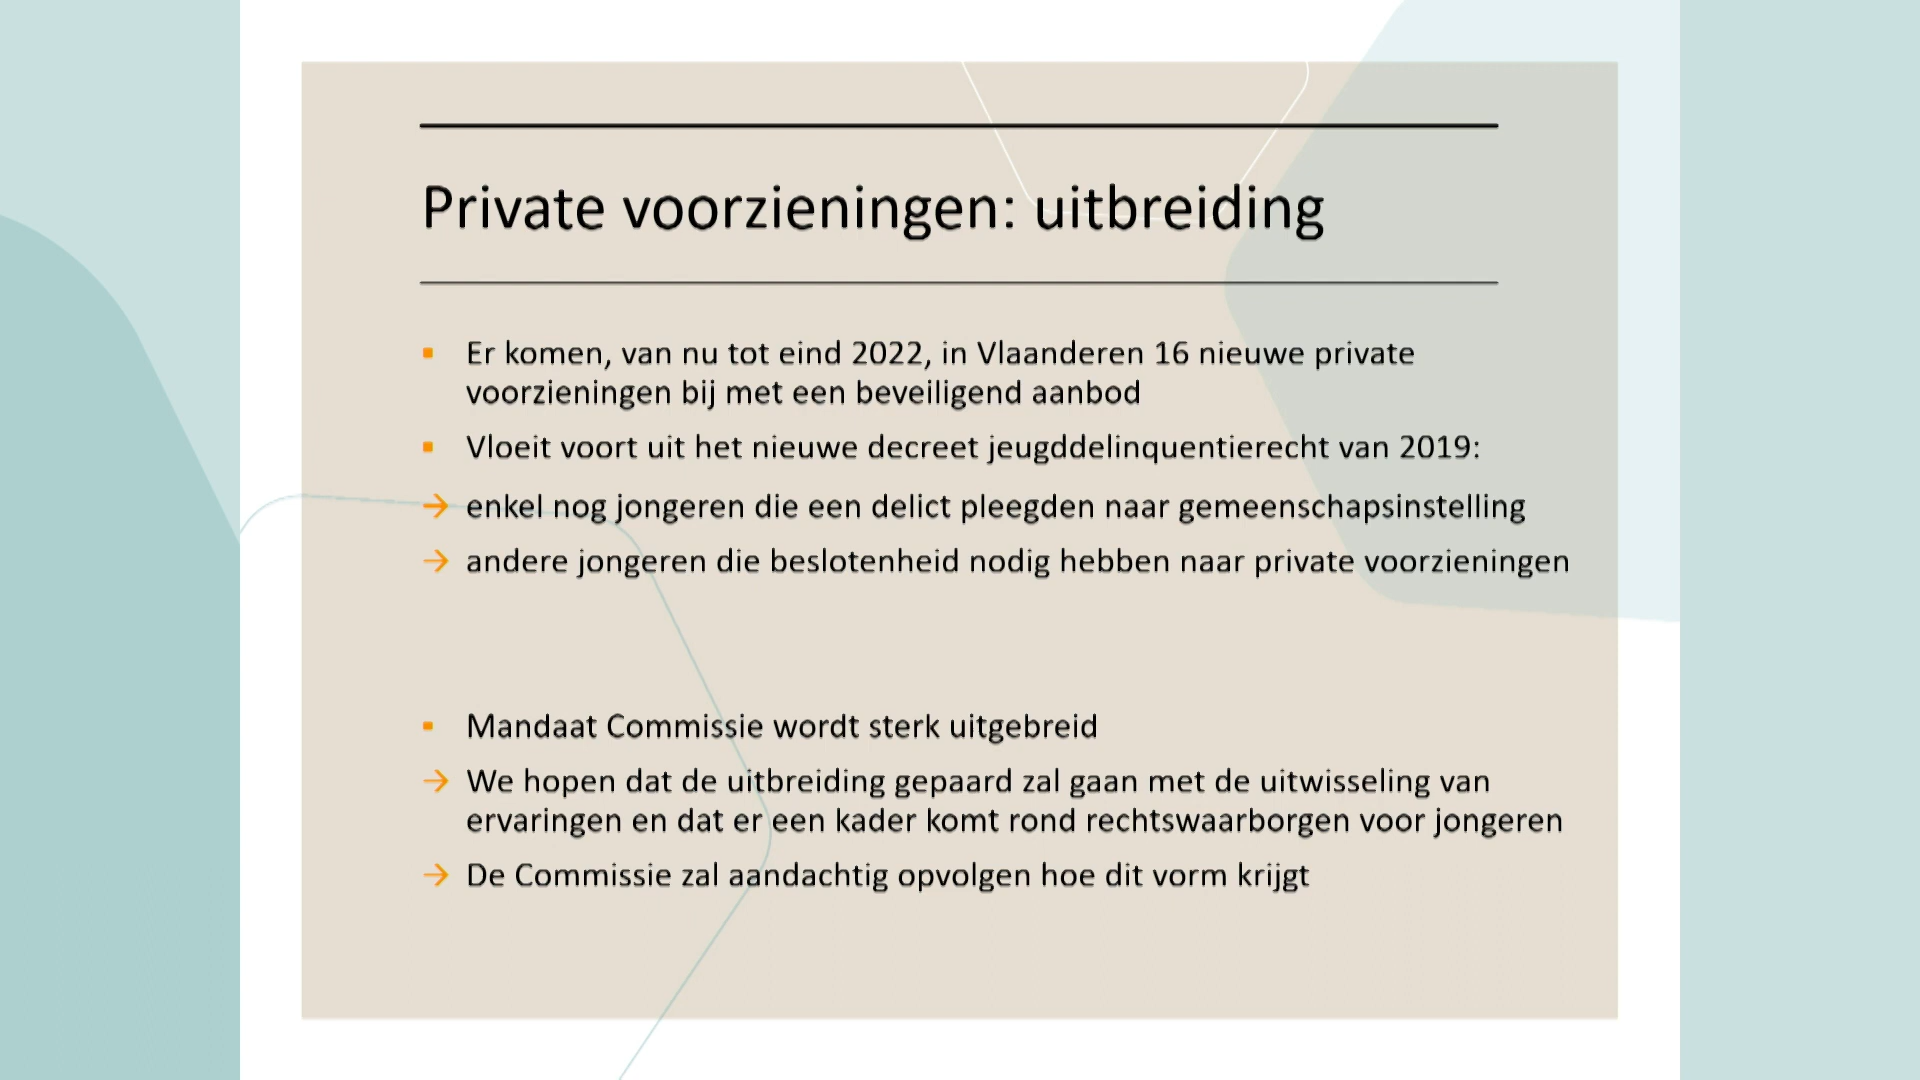 Private voorzieningen: uitbreiding
▪ Er komen, van nu tot eind 2022, in Vlaanderen 16 nieuwe private
voorzieningen bij met een beveiligend aanbod
▪ Vloeit voort uit het nieuwe decreet jeugddelinquentierecht van 2019:
→ enkel nog jongeren die een delict pleegden naar gemeenschapsinstelling
→ andere jongeren die beslotenheid nodig hebben naar private voorzieningen
▪ Mandaat Commissie wordt sterk uitgebreid
→ We hopen dat de uitbreiding gepaard zal gaan met de uitwisseling van
ervaringen en dat er een kader komt rond rechtswaarborgen voor jongeren
→ De Commissie zal aandachtig opvolgen hoe dit vorm krijgt